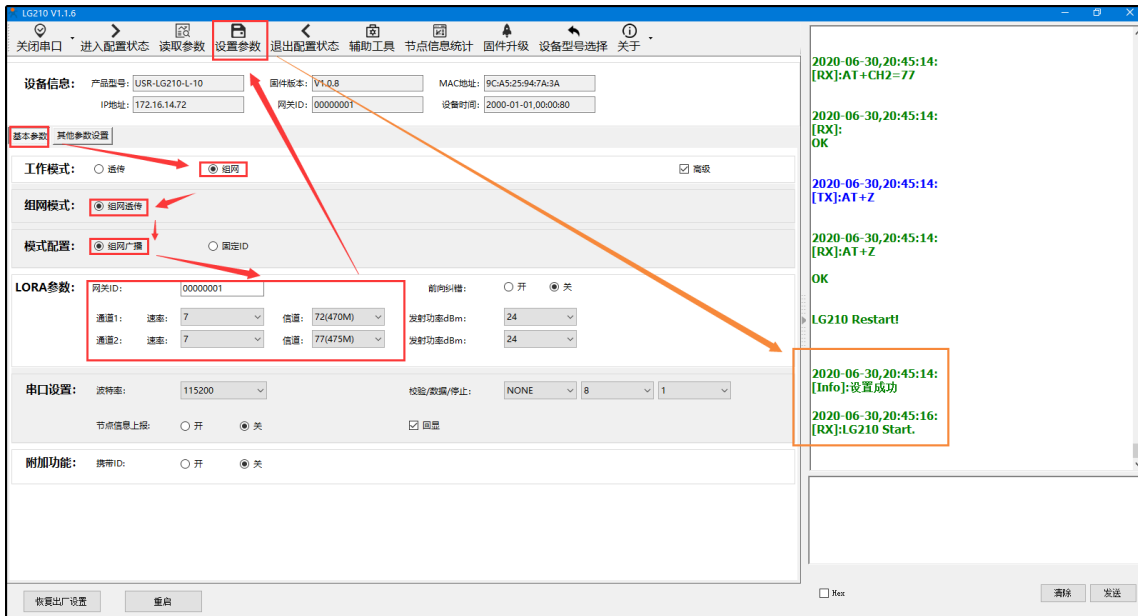 LG210 V1.1.6
关闭串口 进入配置状态 读取参数 设置参数 退出配置状态 辅助工具 节点信息统计 固件升级 设备型号选择 关于
设备信息: 产品型号: USR-LG210-L-10 固件版本: V1.0.8 MAC地址: 9C:A5:25:94:7A:3A
IP地址: 172.16.14.72 网关ID: 00000001 设备时间: 2000-01-01,00:00:80
基本参数 其他参数设置
工作模式: 透传 组网 高级
组网模式: 组网透传
模式配置: 组网广播 固定ID
LORA参数: 网关ID: 00000001 前向纠错: 开 关
通道1: 速率: 7 信道: 72(470M) 发射功率dBm: 24
通道2: 速率: 7 信道: 77(475M) 发射功率dBm: 24
串口设置: 波特率: 115200 校验/数据/停止: NONE 8 1
节点信息上报: 开 关 回显
附加功能: 携带ID: 开 关
恢复出厂设置 重启
2020-06-30,20:45:14:
[RX]:AT+CH2=77
2020-06-30,20:45:14:
[RX]:
OK
2020-06-30,20:45:14:
[TX]:AT+Z
2020-06-30,20:45:14:
[RX]:AT+Z
OK
LG210 Restart!
2020-06-30,20:45:14:
[Info]:设置成功
2020-06-30,20:45:16:
[RX]:LG210 Start.
Hex 清除 发送